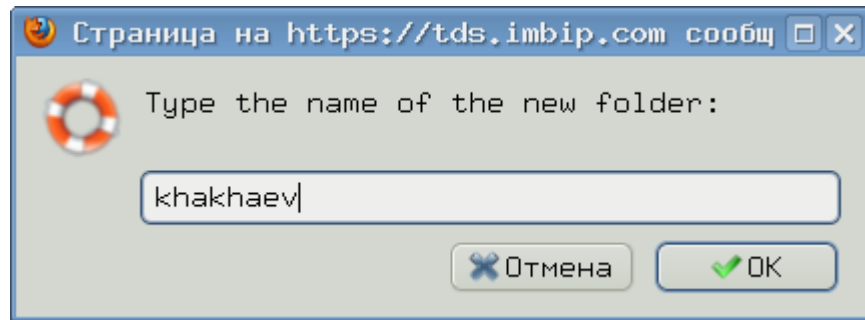 Страница на https://tds.imbip.com сообщ
Type the name of the new folder:
khakhaev
Отмена
OK